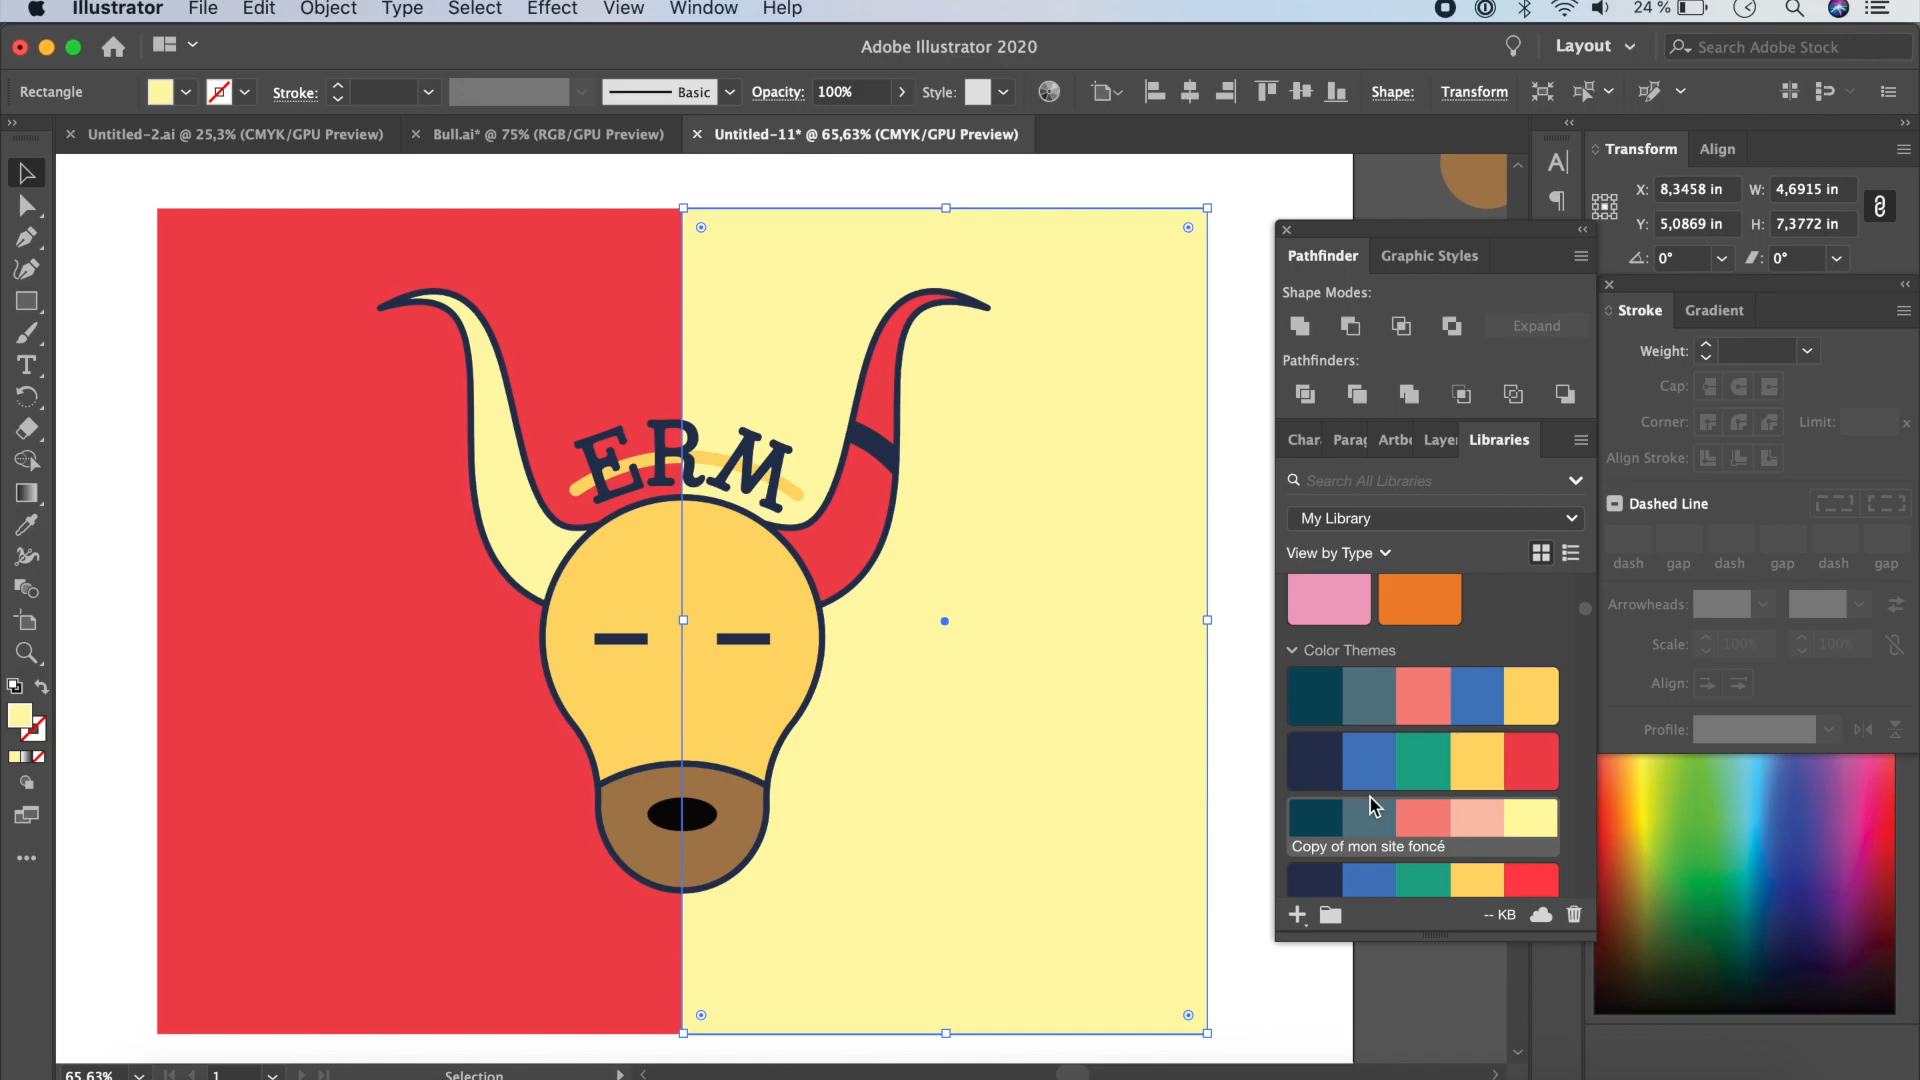 Illustrator File Edit Object Type Select Effect View Window Help 24 %
Adobe Illustrator 2020 Layout Search Adobe Stock
Rectangle Stroke: Basic Opacity: 100% Style: Shape: Transform
Untitled-2.ai @ 25,3% (CMYK/GPU Preview) Bull.ai* @ 75% (RGB/GPU Preview) Untitled-11* @ 65,63% (CMYK/GPU Preview)
Transform Align
X: 8,3458 in W: 4,6915 in
Y: 5,0869 in H: 7,3772 in
0° 0°
Pathfinder Graphic Styles
Shape Modes:
Expand
Pathfinders:
Char Parag Artbo Layer Libraries
Search All Libraries
My Library
View by Type
Color Themes
Copy of mon site foncé
-- KB
Stroke Gradient
Weight:
Cap:
Corner: Limit: x
Align Stroke:
Dashed Line
dash gap dash gap dash gap
Arrowheads:
Scale: 100% 100%
Align:
Profile:
ERM
65,63% 1 Selection